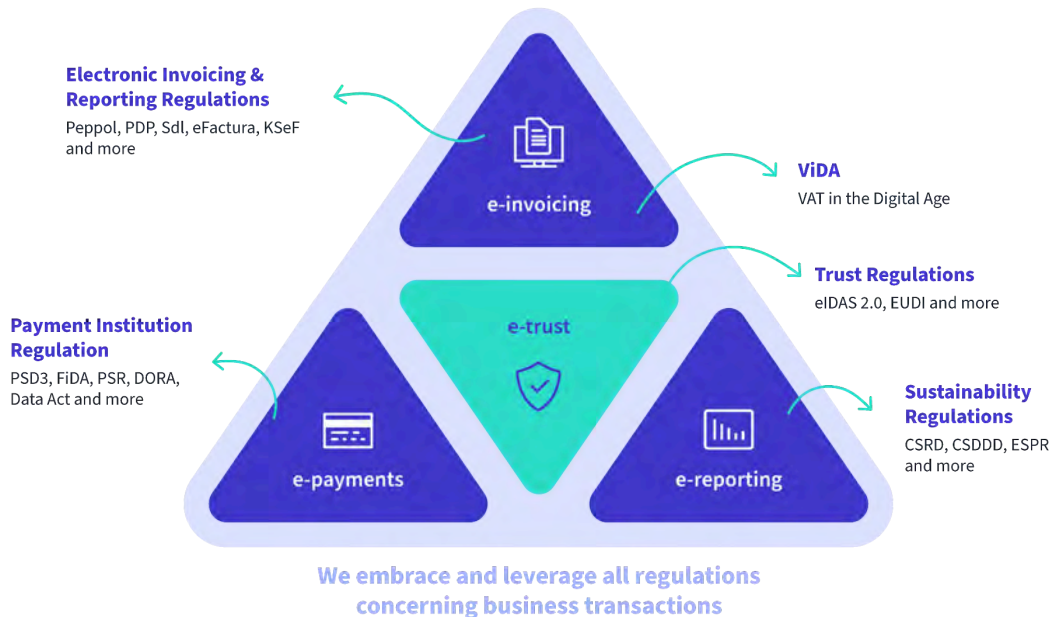 Electronic Invoicing &
Reporting Regulations
Peppol, PDP, SdI, eFactura, KSeF
and more
e-invoicing
ViDA
VAT in the Digital Age
Trust Regulations
eIDAS 2.0, EUDI and more
e-trust
Payment Institution
Regulation
PSD3, FiDA, PSR, DORA,
Data Act and more
e-payments
Sustainability
Regulations
CSRD, CSDDD, ESPR
and more
e-reporting
We embrace and leverage all regulations
concerning business transactions